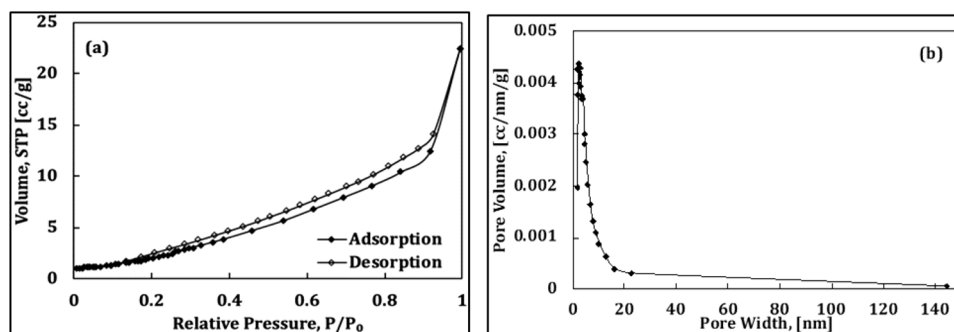 (a)
Volume, STP [cc/g]
25
20
15
10
5
0
0
0.2
0.4
0.6
0.8
1
Relative Pressure, P/P₀
Adsorption
Desorption
(b)
Pore Volume, [cc/nm/g]
0.005
0.004
0.003
0.002
0.001
0
0 20 40 60 80 100 120 140
Pore Width, [nm]